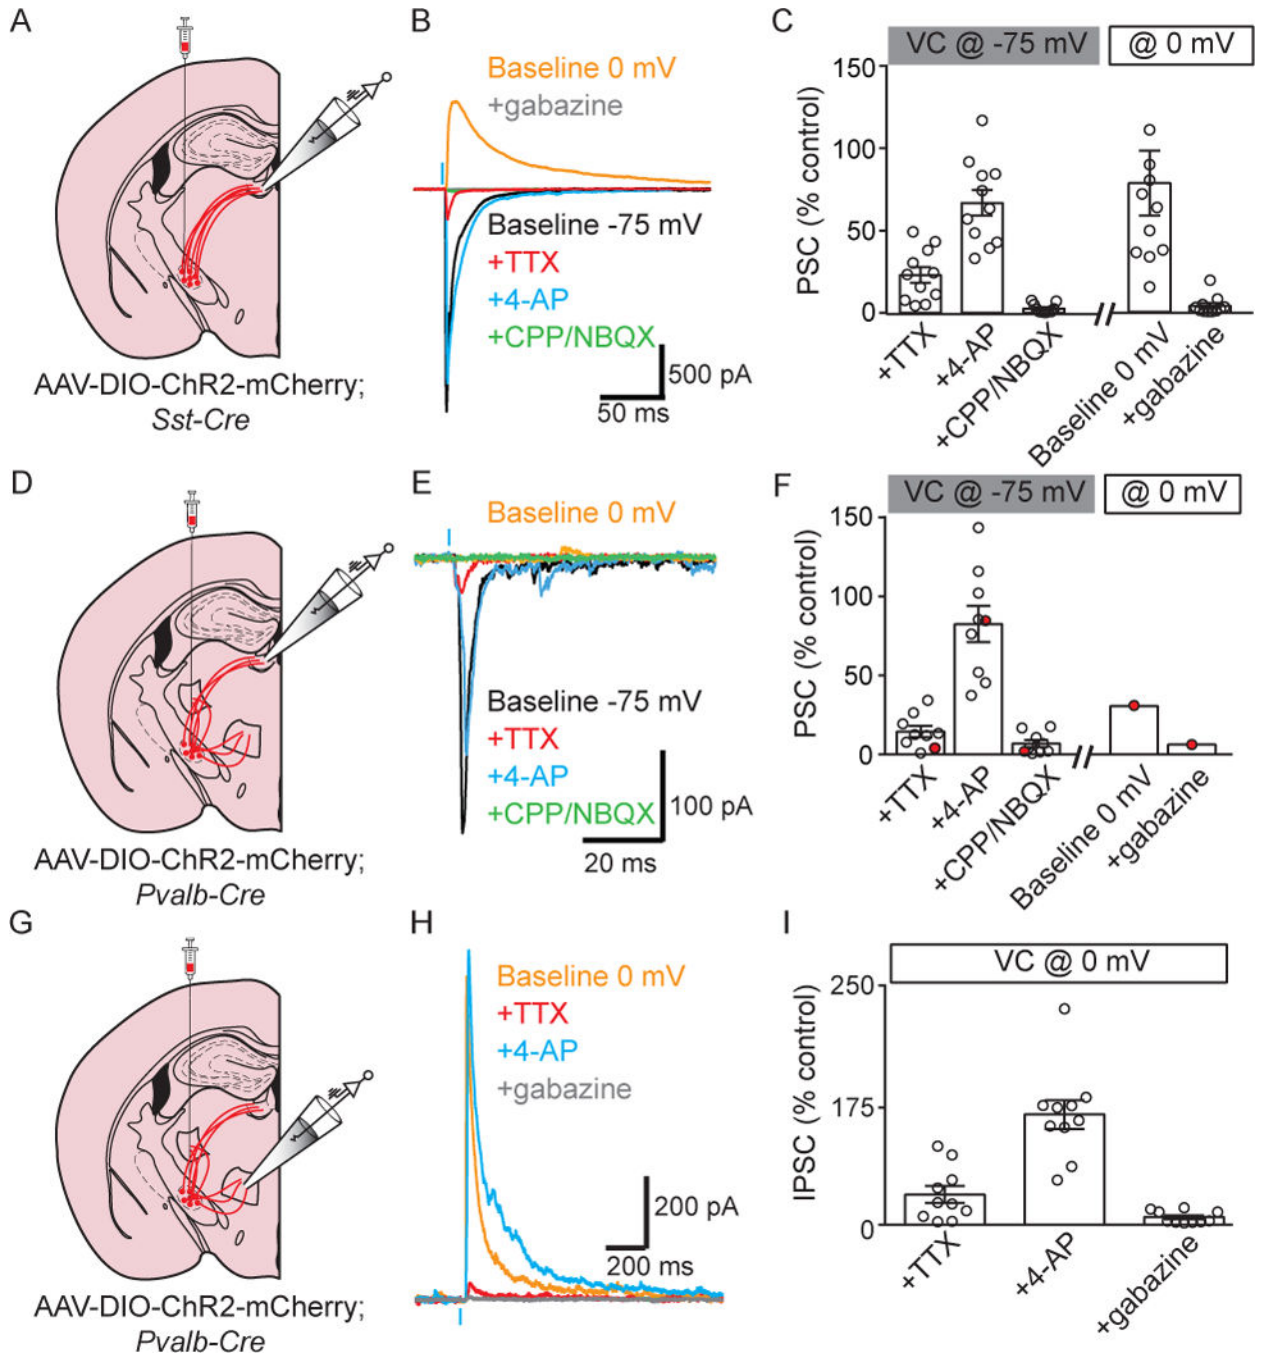 A
AAV-DIO-ChR2-mCherry;
Sst-Cre
B
Baseline 0 mV
+gabazine
Baseline -75 mV
+TTX
+4-AP
+CPP/NBQX
500 pA
50 ms
C
VC @ -75 mV
@ 0 mV
PSC (% control)
150
100
50
0
+TTX
+4-AP
+CPP/NBQX
Baseline 0 mV
+gabazine
D
AAV-DIO-ChR2-mCherry;
Pvalb-Cre
E
Baseline 0 mV
Baseline -75 mV
+TTX
+4-AP
+CPP/NBQX
100 pA
20 ms
F
VC @ -75 mV
@ 0 mV
PSC (% control)
150
100
50
0
+TTX
+4-AP
+CPP/NBQX
Baseline 0 mV
+gabazine
G
AAV-DIO-ChR2-mCherry;
Pvalb-Cre
H
Baseline 0 mV
+TTX
+4-AP
+gabazine
200 pA
200 ms
I
VC @ 0 mV
IPSC (% control)
250
175
0
+TTX
+4-AP
+gabazine